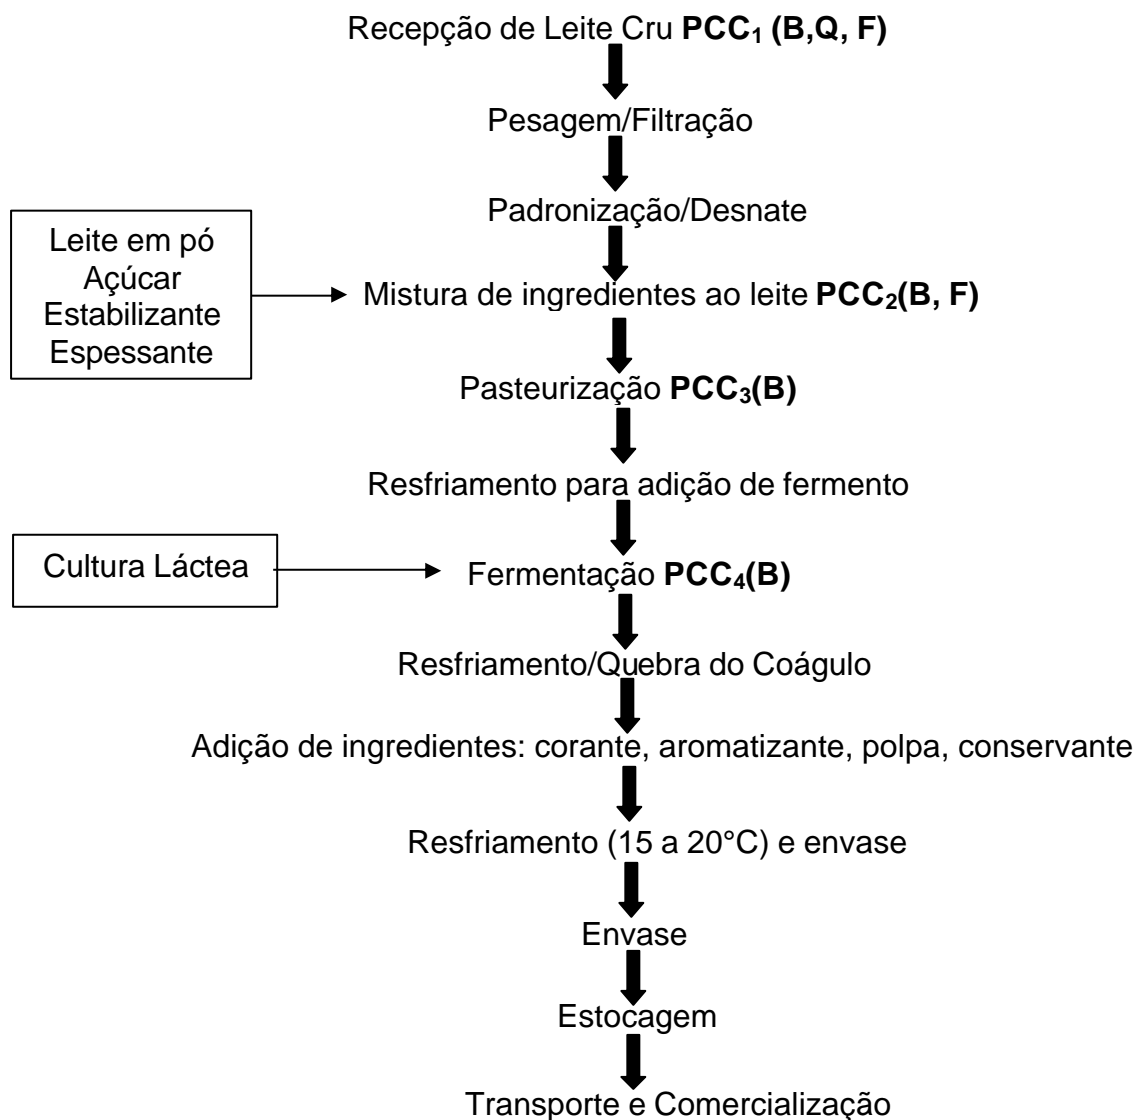 Recepção de Leite Cru PCC₁ (B,Q, F)
Pesagem/Filtração
Padronização/Desnate
Leite em pó
Açúcar
Estabilizante
Espessante
Mistura de ingredientes ao leite PCC₂(B, F)
Pasteurização PCC₃(B)
Resfriamento para adição de fermento
Cultura Láctea
Fermentação PCC₄(B)
Resfriamento/Quebra do Coágulo
Adição de ingredientes: corante, aromatizante, polpa, conservante
Resfriamento (15 a 20°C) e envase
Envase
Estocagem
Transporte e Comercialização